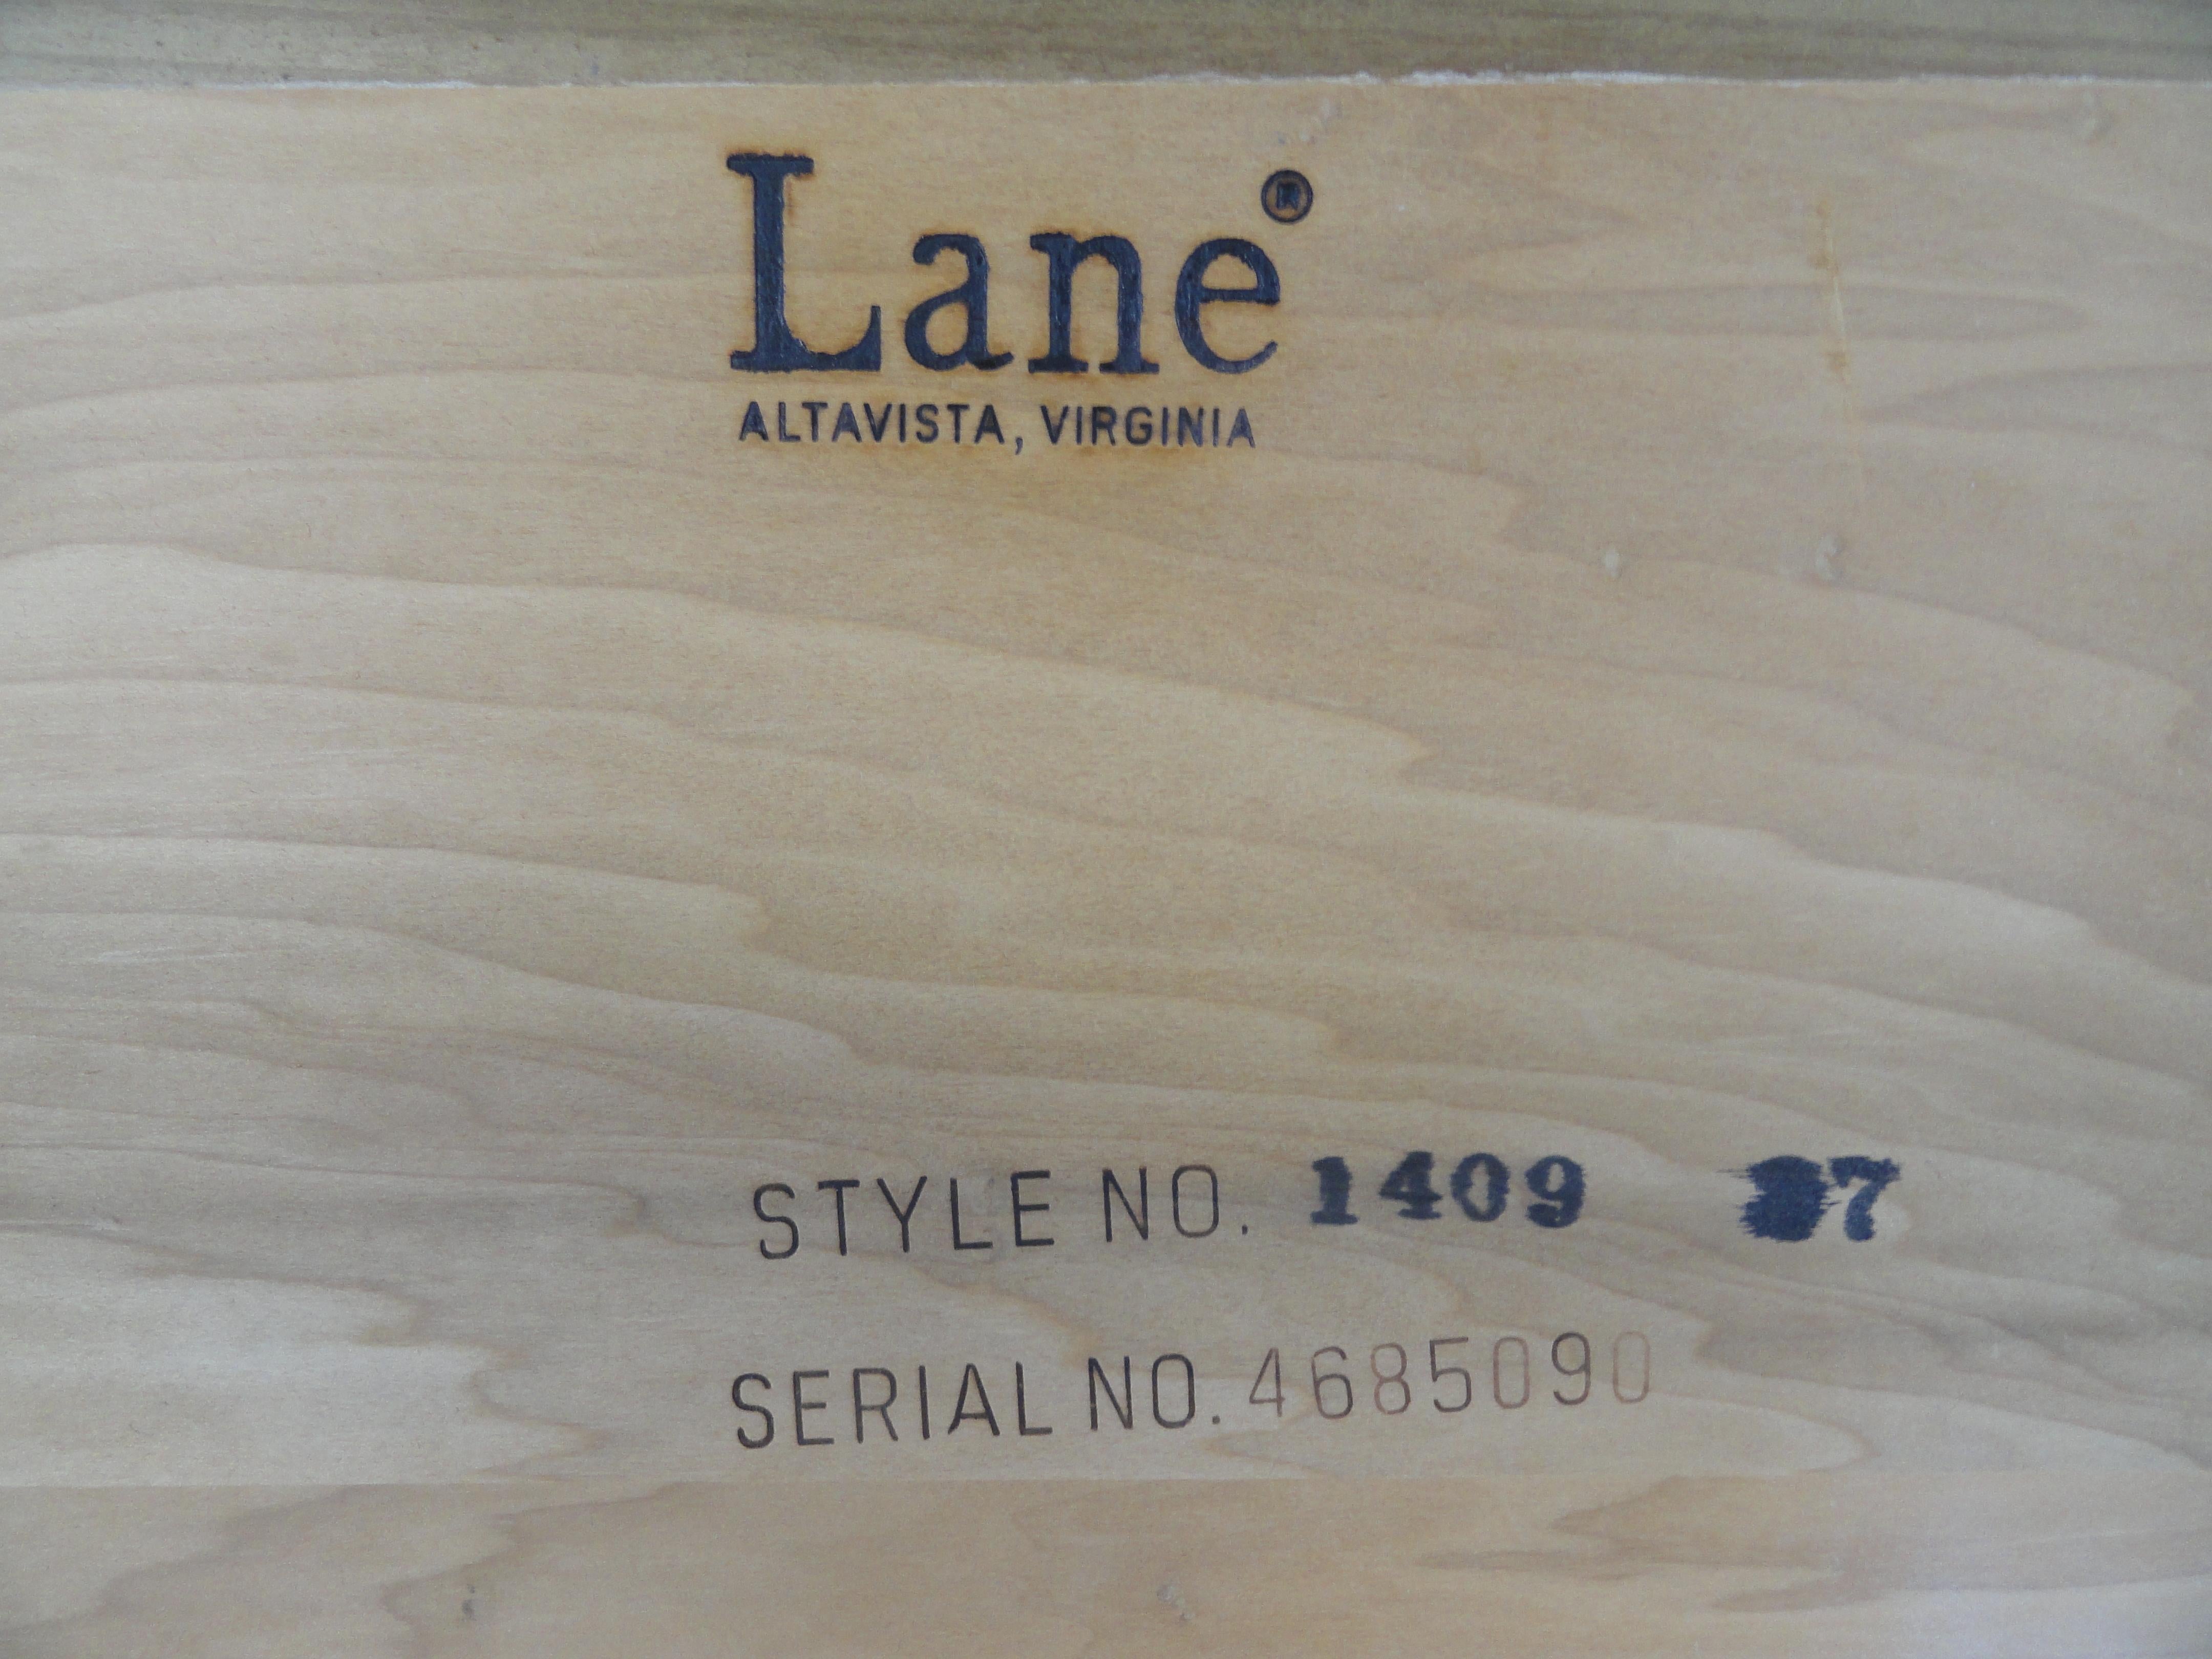 Lane®
ALTAVISTA, VIRGINIA
STYLE NO. 1409
SERIAL NO. 4685090